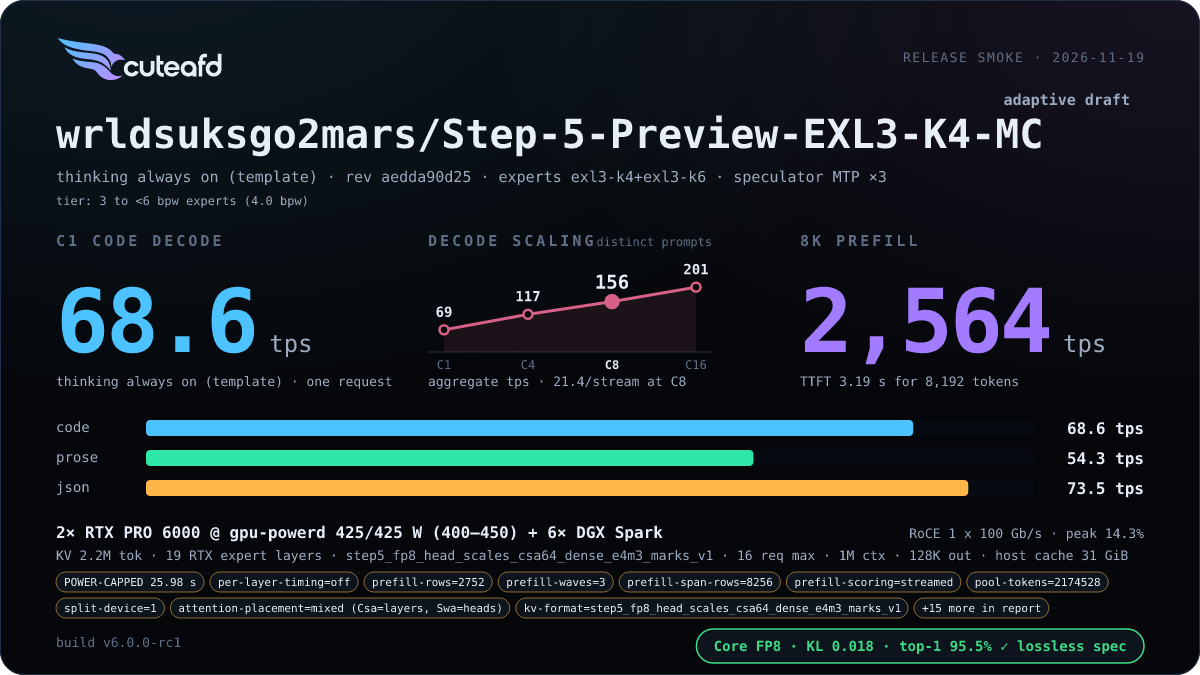 cuteafd
RELEASE SMOKE · 2026-11-19
adaptive draft
wrldsuksgo2mars/Step-5-Preview-EXL3-K4-MC
thinking always on (template) · rev aedda90d25 · experts exl3-k4+exl3-k6 · speculator MTP ×3
tier: 3 to <6 bpw experts (4.0 bpw)
C1 CODE DECODE
68.6 tps
thinking always on (template) · one request
DECODE SCALING distinct prompts
69 117 156 201
C1 C4 C8 C16
aggregate tps · 21.4/stream at C8
8K PREFILL
2,564 tps
TTFT 3.19 s for 8,192 tokens
code 68.6 tps
prose 54.3 tps
json 73.5 tps
2× RTX PRO 6000 @ gpu-powerd 425/425 W (400–450) + 6× DGX Spark
RoCE 1 x 100 Gb/s · peak 14.3%
KV 2.2M tok · 19 RTX expert layers · step5_fp8_head_scales_csa64_dense_e4m3_marks_v1 · 16 req max · 1M ctx · 128K out · host cache 31 GiB
POWER-CAPPED 25.98 s per-layer-timing=off prefill-rows=2752 prefill-waves=3 prefill-span-rows=8256 prefill-scoring=streamed pool-tokens=2174528
split-device=1 attention-placement=mixed (Csa=layers, Swa=heads) kv-format=step5_fp8_head_scales_csa64_dense_e4m3_marks_v1 +15 more in report
build v6.0.0-rc1
Core FP8 · KL 0.018 · top-1 95.5% ✓ lossless spec